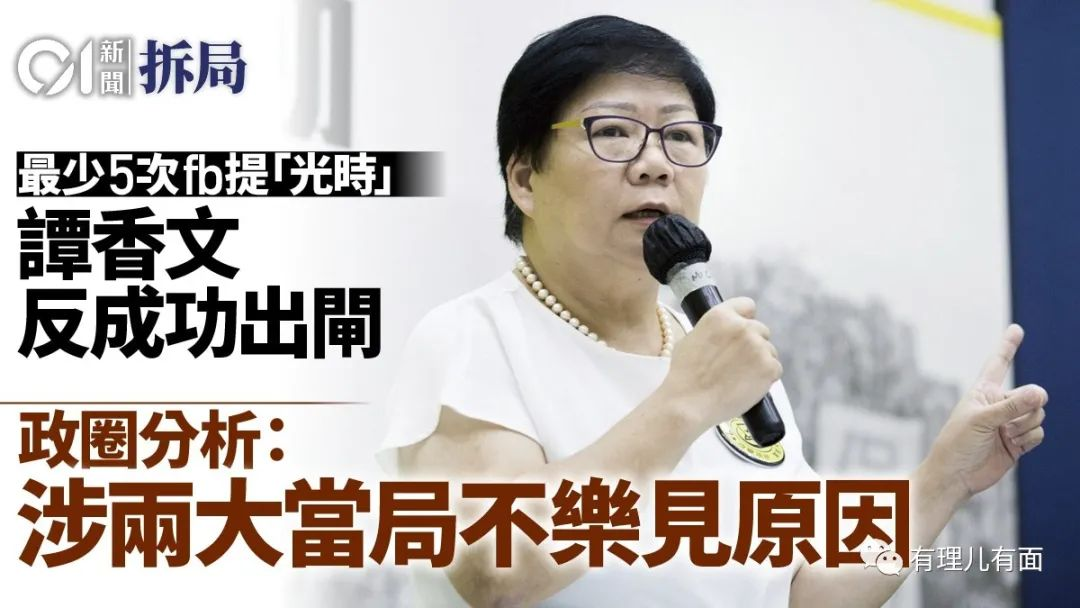 01新聞 拆局
最少5次fb提「光時」
譚香文
反成功出閘
政圈分析：
涉兩大當局不樂見原因
有理儿有面